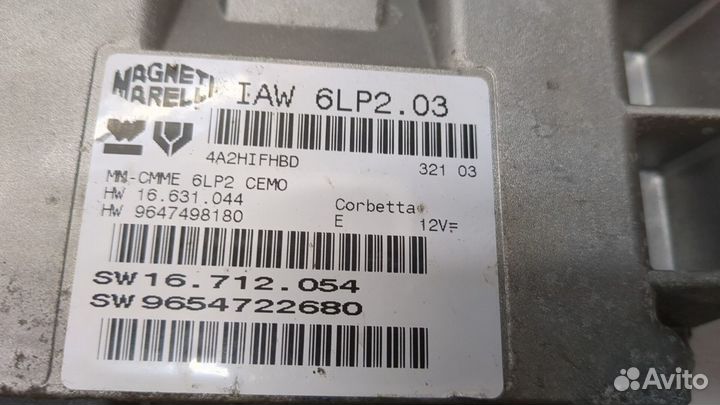 MAGNETI
MARELLI
IAW 6LP2.03
4A2HIFHBD
321 03
MM-CMME 6LP2 CEMO
HW 16.631.044
HW 9647498180
Corbetta
E
12V=
SW 16.712.054
SW 9654722680
Avito